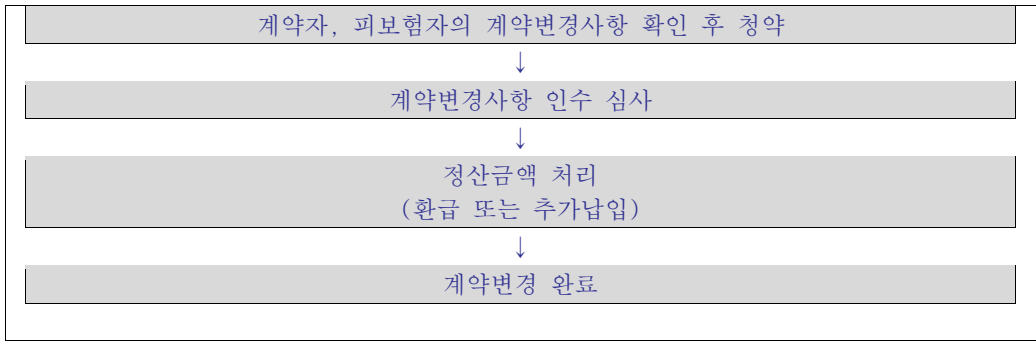 계약자, 피보험자의 계약변경사항 확인 후 청약
↓
계약변경사항 인수 심사
↓
정산금액 처리
(환급 또는 추가납입)
↓
계약변경 완료